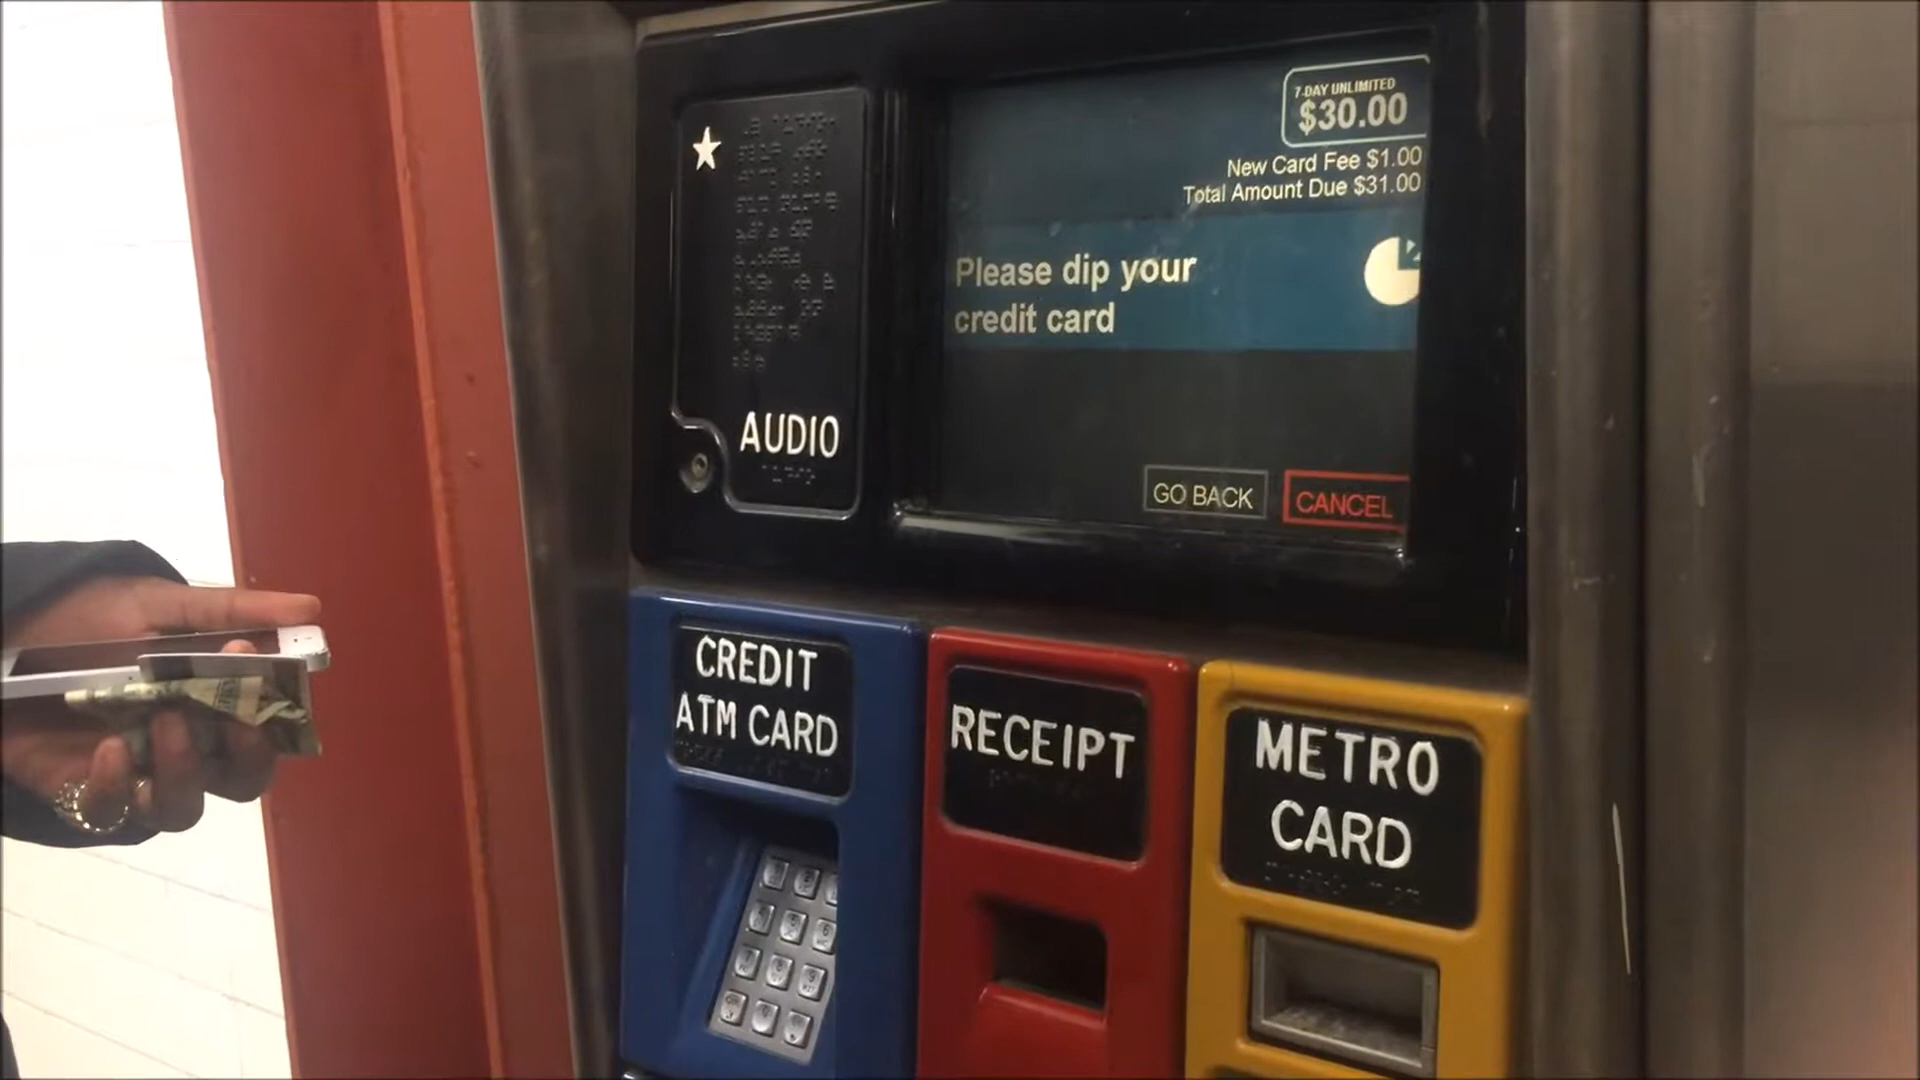 7-DAY UNLIMITED
$30.00
New Card Fee $1.00
Total Amount Due $31.00
Please dip your
credit card
GO BACK
CANCEL
AUDIO
CREDIT
ATM CARD
RECEIPT
METRO
CARD